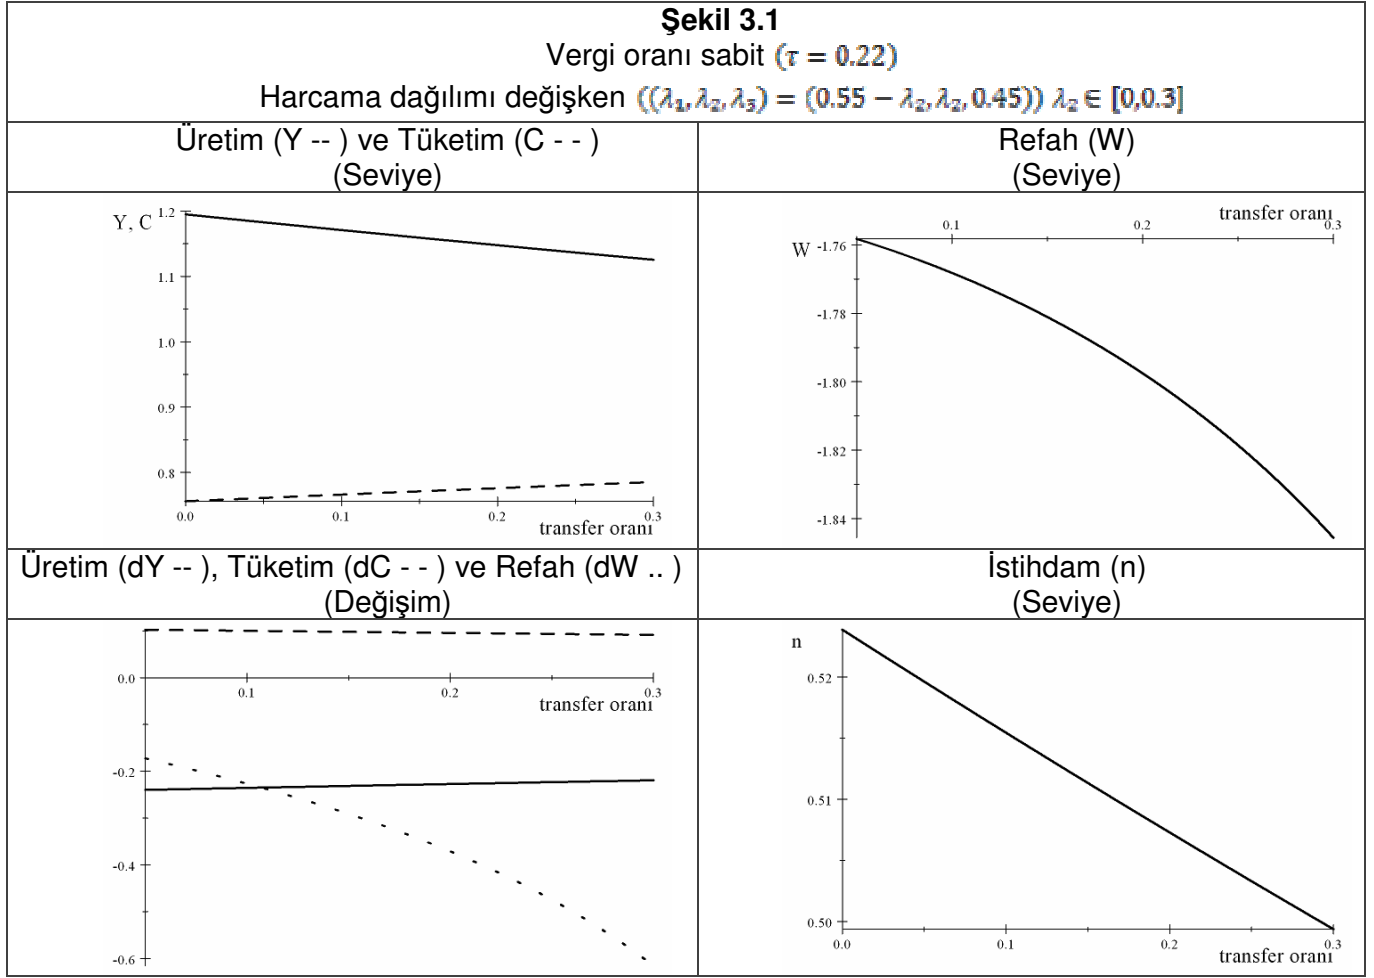 Şekil 3.1
Vergi oranı sabit (τ = 0.22)
Harcama dağılımı değişken ((λ₁, λ₂, λ₃) = (0.55 − λ₂, λ₂, 0.45)) λ₂ ∈ [0,0.3]
Üretim (Y -- ) ve Tüketim (C - - )
(Seviye)
Refah (W)
(Seviye)
Y, C
1.2
1.1
1.0
0.9
0.8
0.0
0.1
0.2
0.3
transfer oranı
transfer oranı
0.1
0.2
0.3
W
-1.76
-1.78
-1.80
-1.82
-1.84
Üretim (dY -- ), Tüketim (dC - - ) ve Refah (dW .. )
(Değişim)
İstihdam (n)
(Seviye)
0.0
0.1
0.2
0.3
transfer oranı
-0.2
-0.4
-0.6
n
0.52
0.51
0.50
0.0
0.1
0.2
0.3
transfer oranı